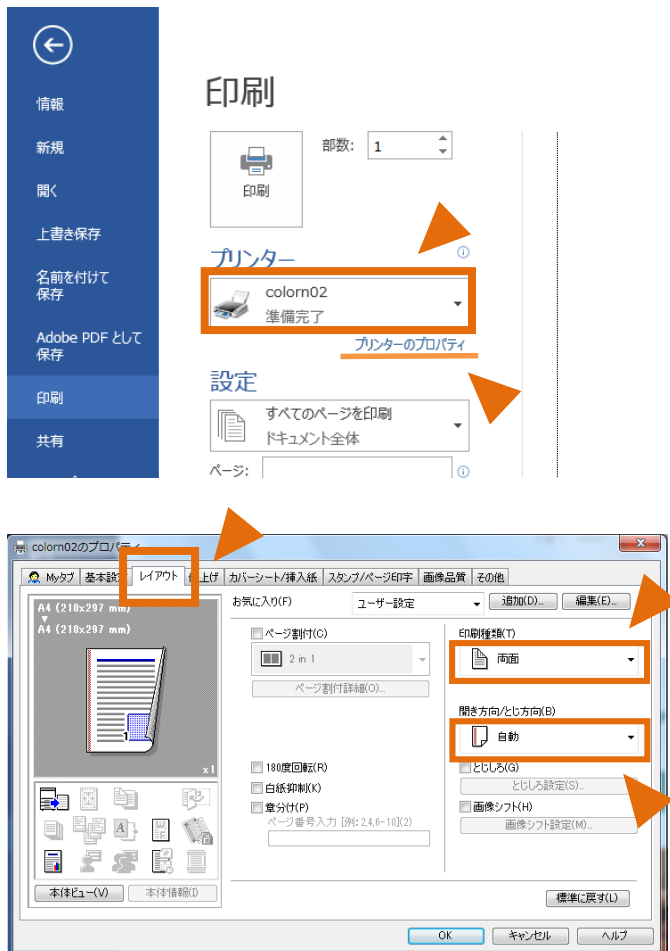 情報
新規
開く
上書き保存
名前を付けて
保存
Adobe PDF として
保存
印刷
共有
印刷
部数: 1
印刷
プリンター
colorn02
準備完了
プリンターのプロパティ
設定
すべてのページを印刷
ドキュメント全体
ページ:
colorn02のプロパティ
Myタブ 基本設定 レイアウト 仕上げ カバーシート/挿入紙 スタンプ/ページ印字 画像品質 その他
A4 (210x297 mm)
A4 (210x297 mm)
1
x1
本体ビュー(V) 本体情報(I)
お気に入り(F) ユーザー設定 追加(D)... 編集(E)...
ページ割付(C)
2 in 1
ページ割付詳細(O)...
180度回転(R)
白紙抑制(K)
章分け(P)
ページ番号入力 [例: 2,4,6-10](2)
印刷種類(T)
両面
開き方向/とじ方向(B)
自動
とじしろ(G)
とじしろ設定(S)...
画像シフト(H)
画像シフト設定(M)...
標準に戻す(L)
OK キャンセル ヘルプ